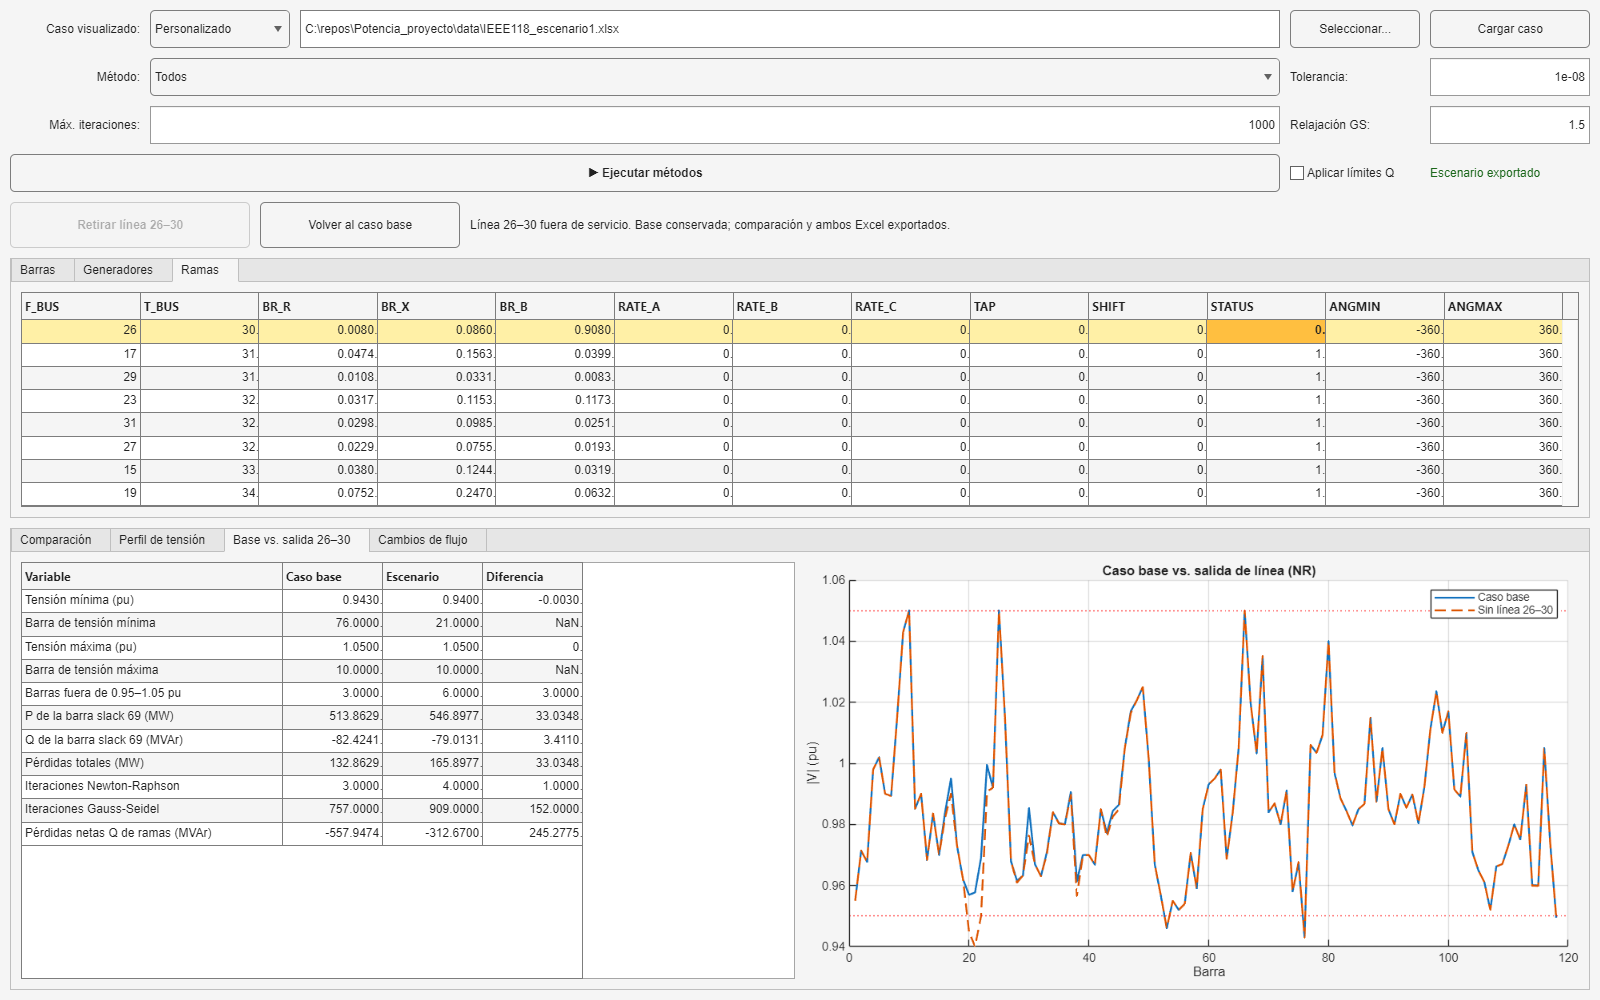 Caso visualizado: Personalizado C:\repos\Potencia_proyecto\data\IEEE118_escenario1.xlsx Seleccionar... Cargar caso
Método: Todos Tolerancia: 1e-08
Máx. iteraciones: 1000 Relajación GS: 1.5
▶ Ejecutar métodos Aplicar límites Q Escenario exportado
Retirar línea 26–30 Volver al caso base Línea 26–30 fuera de servicio. Base conservada; comparación y ambos Excel exportados.
Barras Generadores Ramas
F_BUS T_BUS BR_R BR_X BR_B RATE_A RATE_B RATE_C TAP SHIFT STATUS ANGMIN ANGMAX
26 30. 0.0080. 0.0860. 0.9080. 0. 0. 0. 0. 0. 0. -360. 360.
17 31. 0.0474. 0.1563. 0.0399. 0. 0. 0. 0. 0. 1. -360. 360.
29 31. 0.0108. 0.0331. 0.0083. 0. 0. 0. 0. 0. 1. -360. 360.
23 32. 0.0317. 0.1153. 0.1173. 0. 0. 0. 0. 0. 1. -360. 360.
31 32. 0.0298. 0.0985. 0.0251. 0. 0. 0. 0. 0. 1. -360. 360.
27 32. 0.0229. 0.0755. 0.0193. 0. 0. 0. 0. 0. 1. -360. 360.
15 33. 0.0380. 0.1244. 0.0319. 0. 0. 0. 0. 0. 1. -360. 360.
19 34. 0.0752. 0.2470. 0.0632. 0. 0. 0. 0. 0. 1. -360. 360.
Comparación Perfil de tensión Base vs. salida 26–30 Cambios de flujo
Variable Caso base Escenario Diferencia
Tensión mínima (pu) 0.9430. 0.9400. -0.0030.
Barra de tensión mínima 76.0000. 21.0000. NaN.
Tensión máxima (pu) 1.0500. 1.0500. 0.
Barra de tensión máxima 10.0000. 10.0000. NaN.
Barras fuera de 0.95–1.05 pu 3.0000. 6.0000. 3.0000.
P de la barra slack 69 (MW) 513.8629. 546.8977. 33.0348.
Q de la barra slack 69 (MVAr) -82.4241. -79.0131. 3.4110.
Pérdidas totales (MW) 132.8629. 165.8977. 33.0348.
Iteraciones Newton-Raphson 3.0000. 4.0000. 1.0000.
Iteraciones Gauss-Seidel 757.0000. 909.0000. 152.0000.
Pérdidas netas Q de ramas (MVAr) -557.9474. -312.6700. 245.2775.
Caso base vs. salida de línea (NR)
Caso base
Sin línea 26–30
|V| (pu)
1.06
1.04
1.02
1
0.98
0.96
0.94
0 20 40 60 80 100 120
Barra